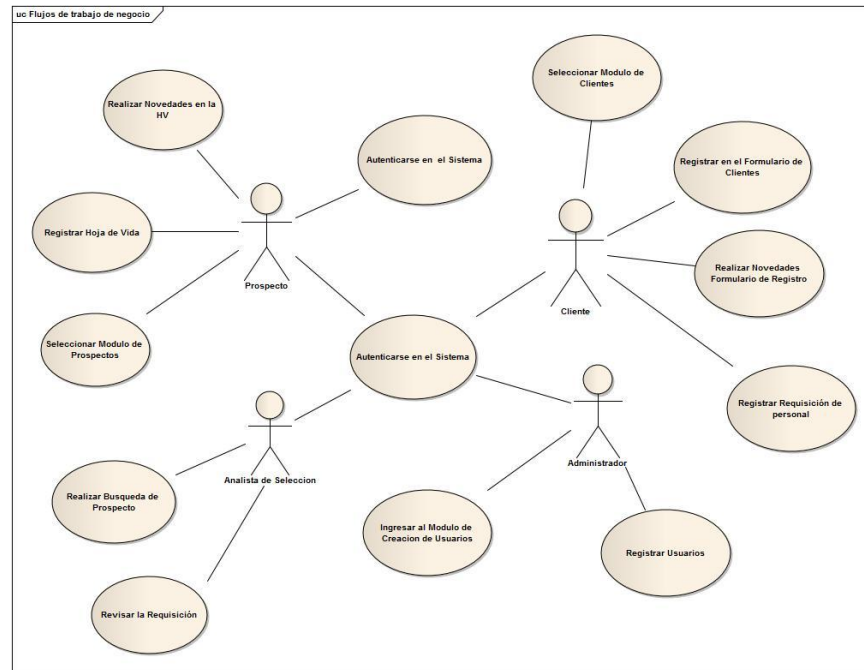 uc Flujos de trabajo de negocio
Seleccionar Modulo de
Clientes
Realizar Novedades en la
HV
Autenticarse en el Sistema
Registrar en el Formulario de
Clientes
Registrar Hoja de Vida
Realizar Novedades
Formulario de Registro
Prospecto
Cliente
Seleccionar Modulo de
Prospectos
Autenticarse en el Sistema
Registrar Requisición de
personal
Analista de Seleccion
Administrador
Realizar Busqueda de
Prospecto
Ingresar al Modulo de
Creacion de Usuarios
Registrar Usuarios
Revisar la Requisición